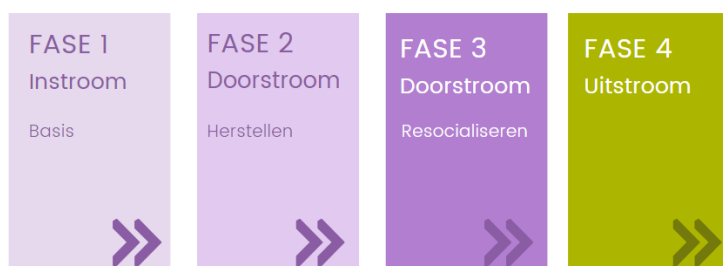 FASE 1
Instroom
Basis
FASE 2
Doorstroom
Herstellen
FASE 3
Doorstroom
Resocialiseren
FASE 4
Uitstroom